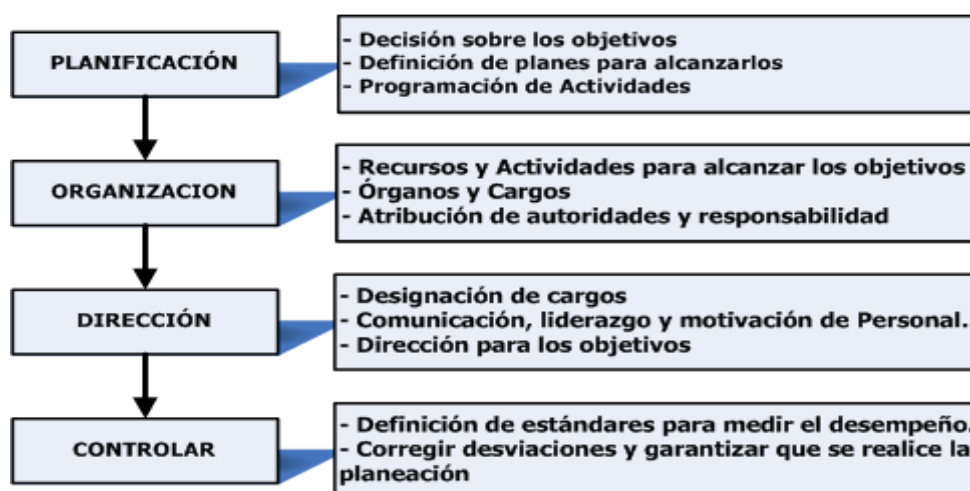 PLANIFICACIÓN
- Decisión sobre los objetivos
- Definición de planes para alcanzarlos
- Programación de Actividades
ORGANIZACION
- Recursos y Actividades para alcanzar los objetivos
- Órganos y Cargos
- Atribución de autoridades y responsabilidad
DIRECCIÓN
- Designación de cargos
- Comunicación, liderazgo y motivación de Personal.
- Dirección para los objetivos
CONTROLAR
- Definición de estándares para medir el desempeño.
- Corregir desviaciones y garantizar que se realice la
planeación